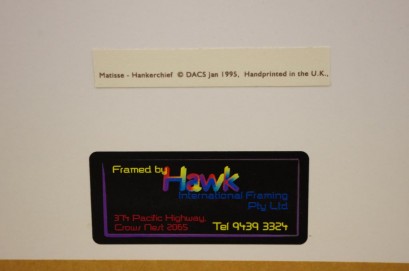 Matisse - Hankerchief © DACS Jan 1995, Handprinted in the U.K.,
Framed by Hawk
International Framing
Pty Ltd
374 Pacific Highway,
Crows Nest 2065
Tel 9439 3324